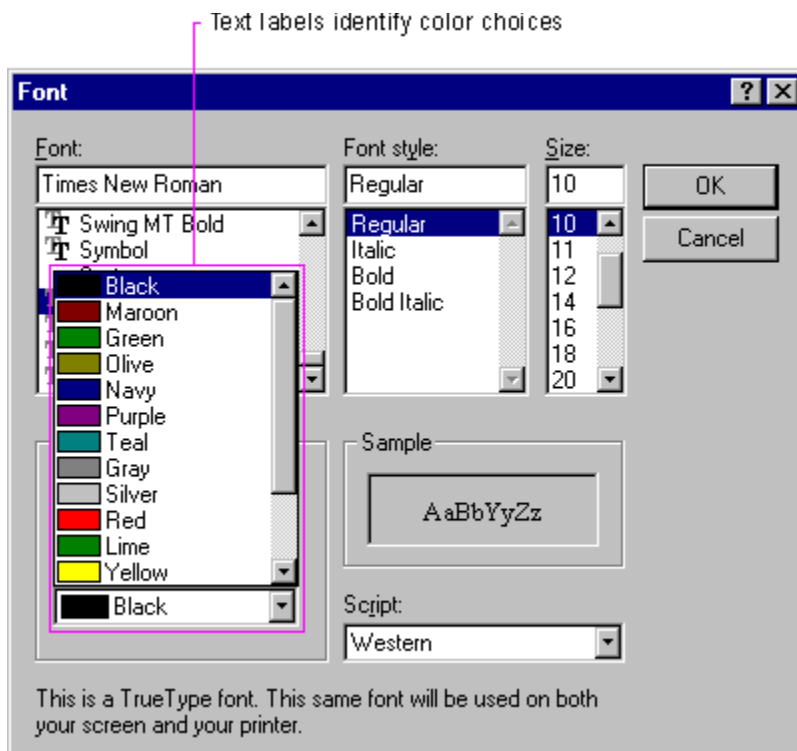 Text labels identify color choices
Font
Font:
Font style:
Size:
Times New Roman
Regular
10
OK
Cancel
Swing MT Bold
Symbol
Regular
Italic
Bold
Bold Italic
10
11
12
14
16
18
20
Black
Maroon
Green
Olive
Navy
Purple
Teal
Gray
Silver
Red
Lime
Yellow
Black
Sample
AaBbYyZz
Script:
Western
This is a TrueType font. This same font will be used on both
your screen and your printer.